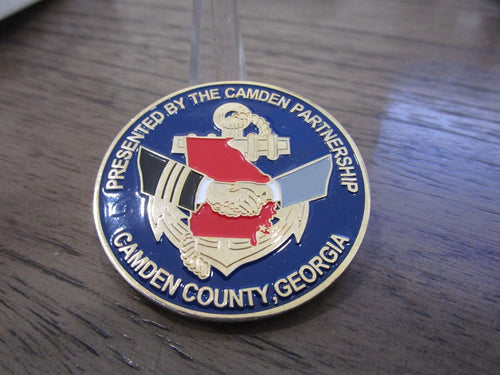 PRESENTED BY THE CAMDEN PARTNERSHIP
CAMDEN COUNTY, GEORGIA